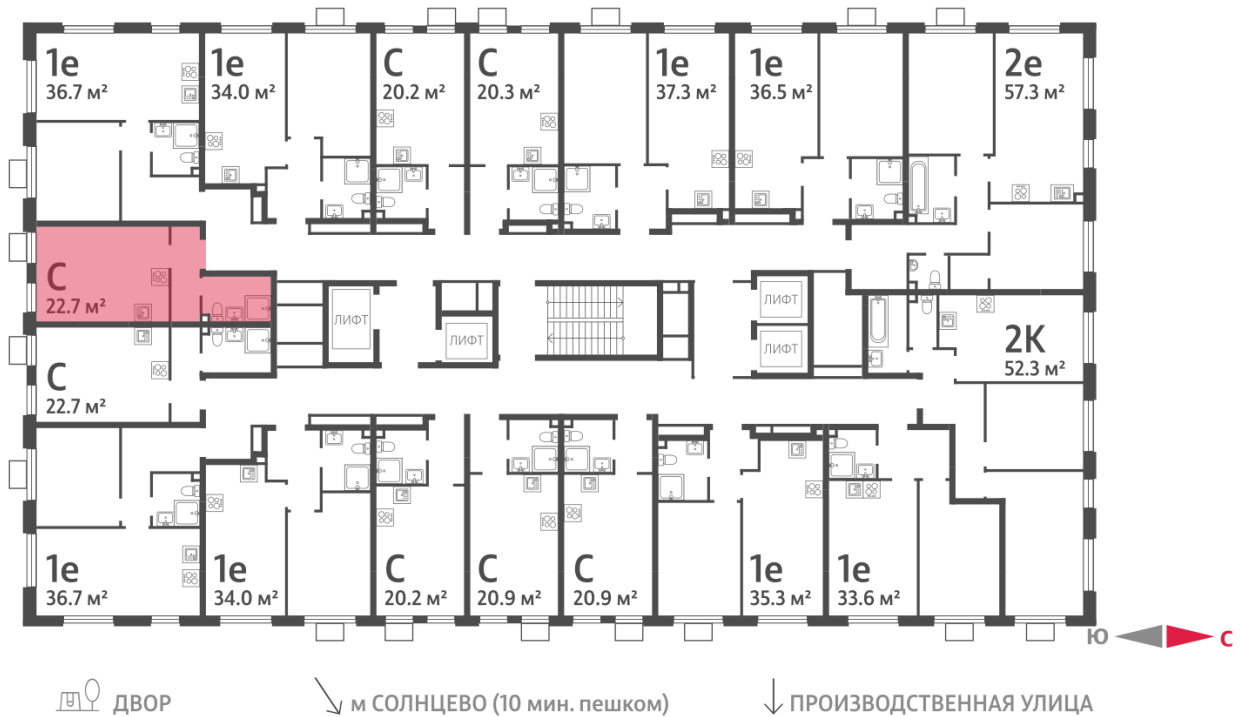 1е
36.7 м²
1е
34.0 м²
С
20.2 м²
С
20.3 м²
1е
37.3 м²
1е
36.5 м²
2е
57.3 м²
С
22.7 м²
ЛИФТ
ЛИФТ
ЛИФТ
ЛИФТ
2К
52.3 м²
С
22.7 м²
1е
36.7 м²
1е
34.0 м²
С
20.2 м²
С
20.9 м²
С
20.9 м²
1е
35.3 м²
1е
33.6 м²
Ю С
ДВОР
м СОЛНЦЕВО (10 мин. пешком)
ПРОИЗВОДСТВЕННАЯ УЛИЦА